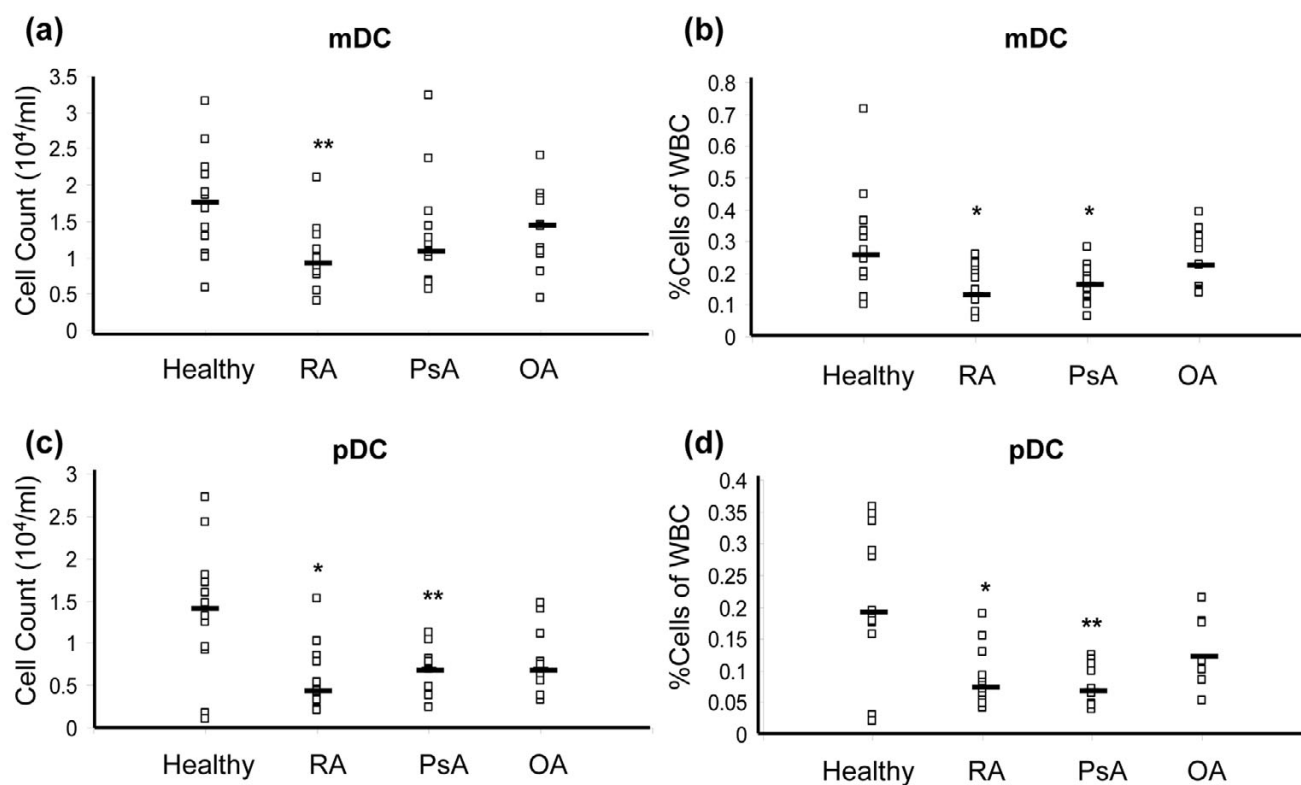 (a)
mDC
Cell Count (10⁴/ml)
3.5
3
2.5
2
1.5
1
0.5
0
**
Healthy RA PsA OA
(b)
mDC
%Cells of WBC
0.8
0.7
0.6
0.5
0.4
0.3
0.2
0.1
0
* *
Healthy RA PsA OA
(c)
pDC
Cell Count (10⁴/ml)
3
2.5
2
1.5
1
0.5
0
* **
Healthy RA PsA OA
(d)
pDC
%Cells of WBC
0.4
0.35
0.3
0.25
0.2
0.15
0.1
0.05
0
* **
Healthy RA PsA OA